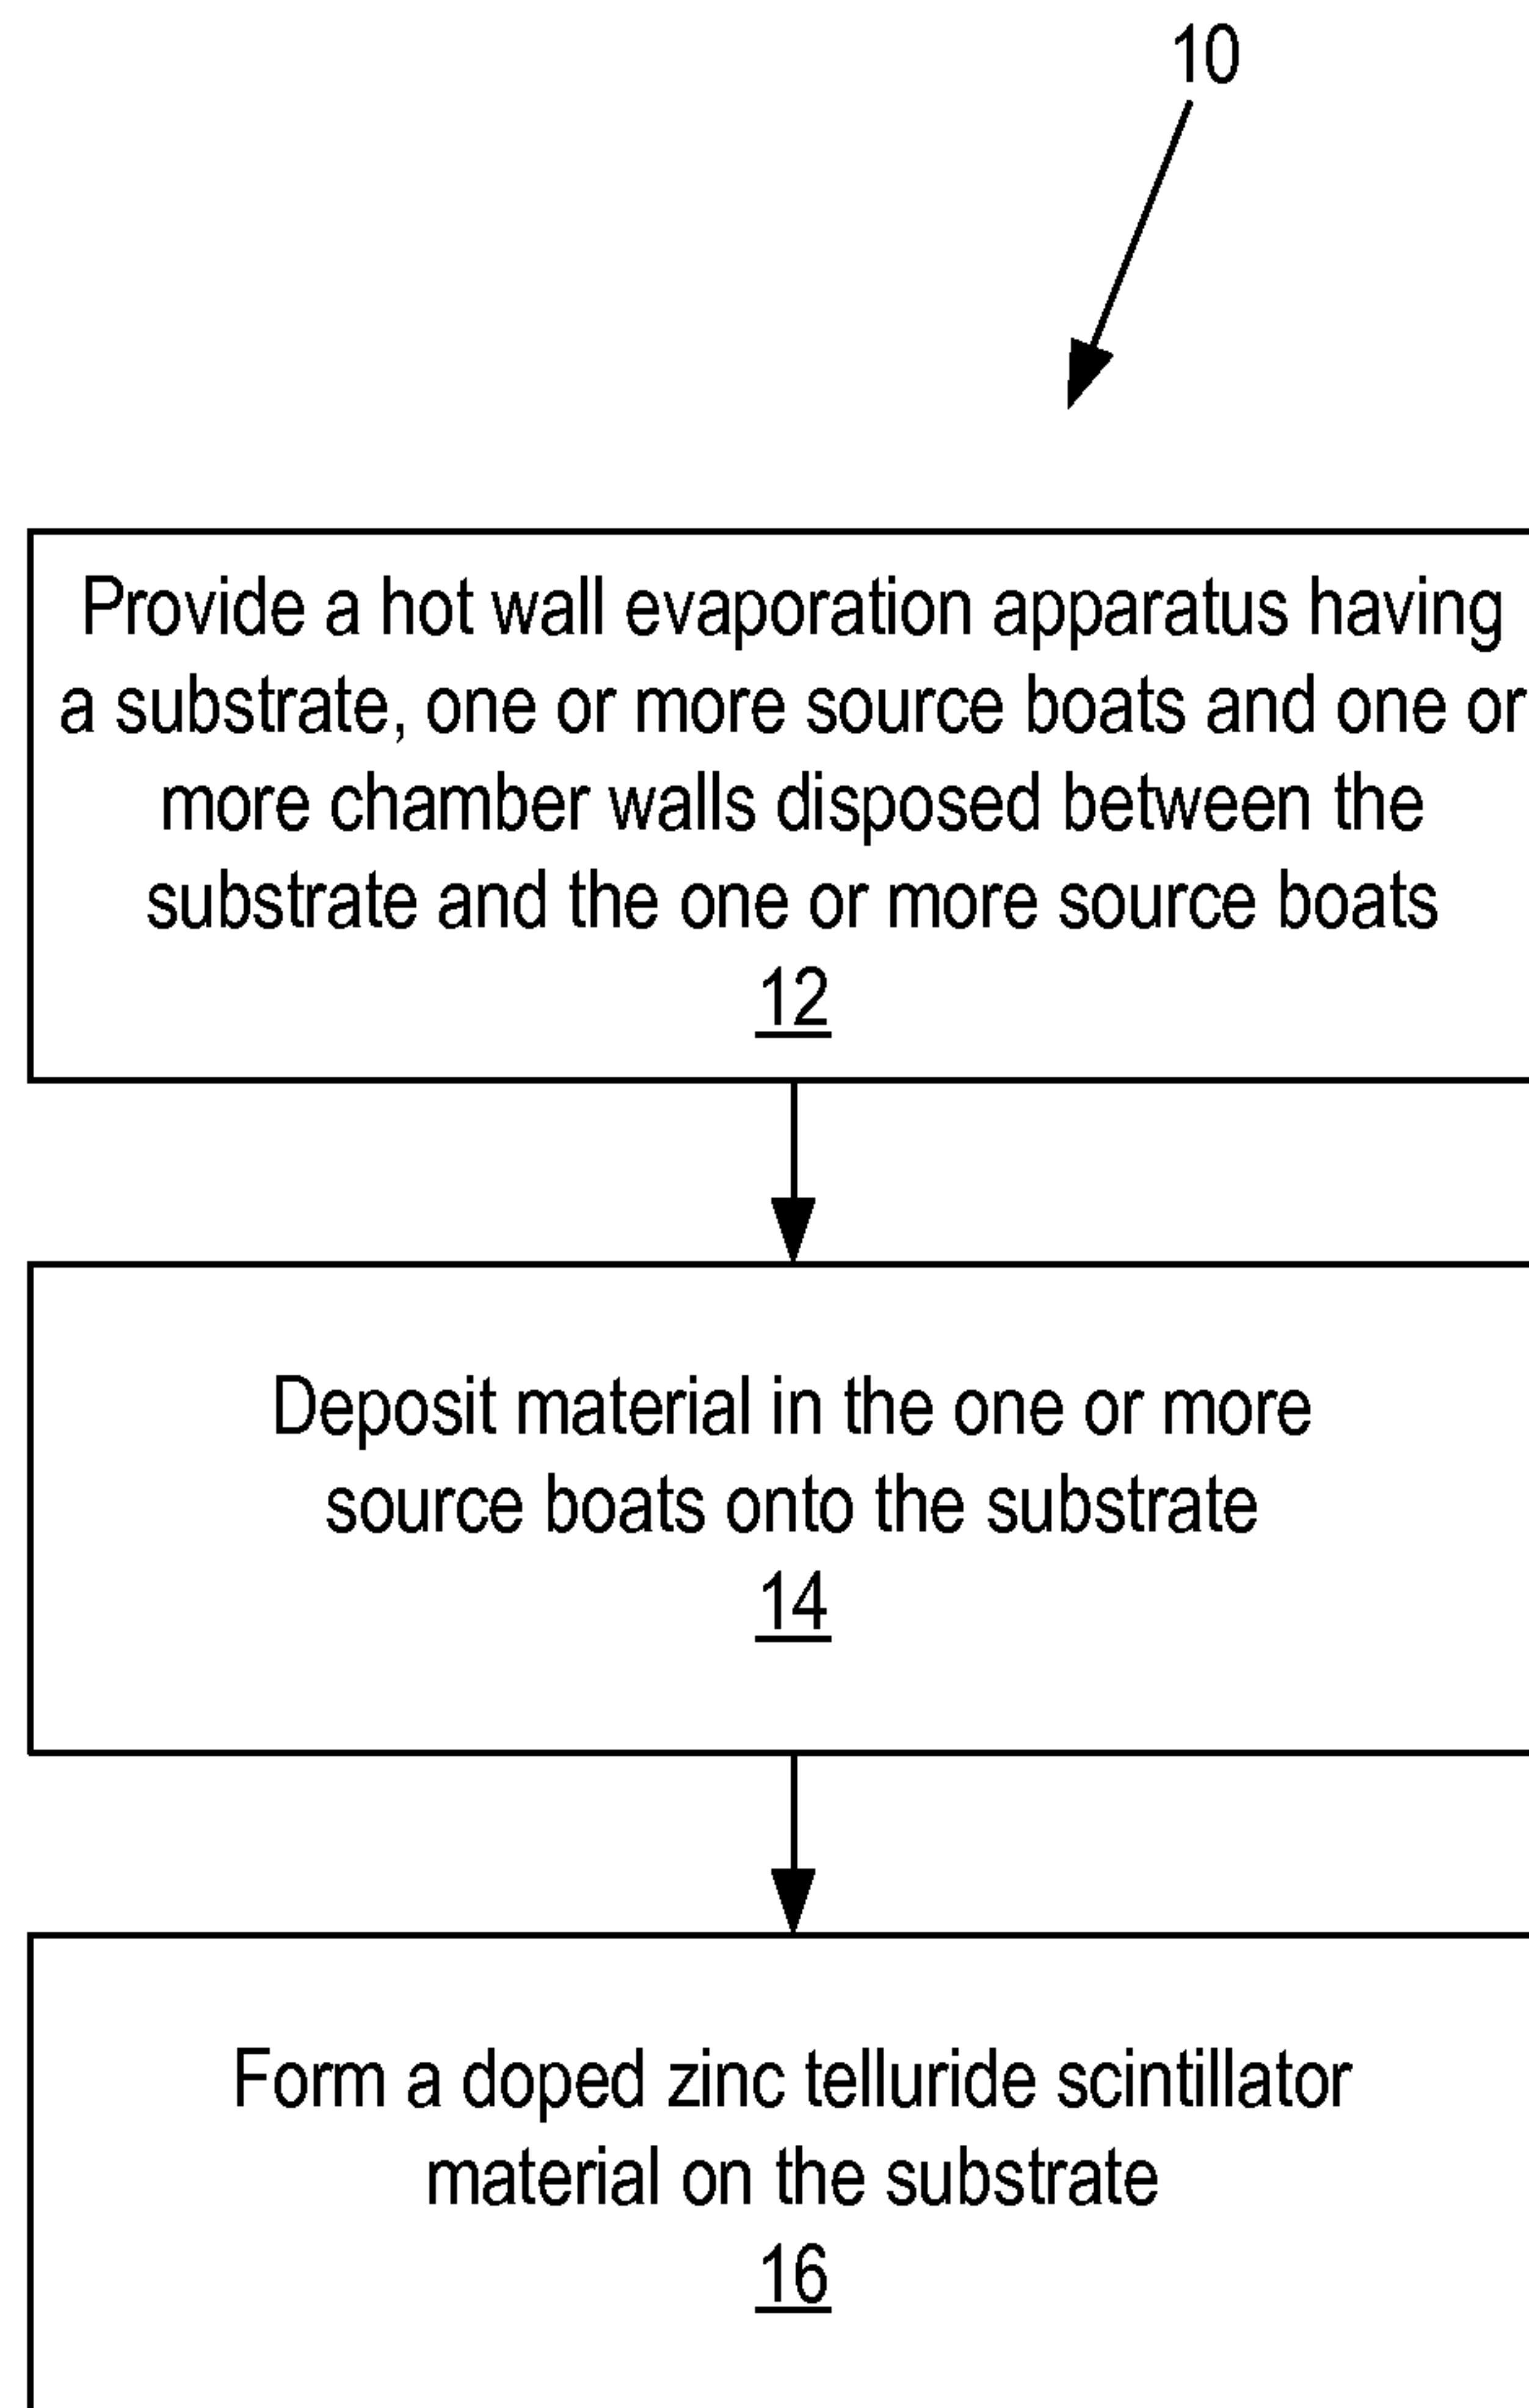 10
Provide a hot wall evaporation apparatus having
a substrate, one or more source boats and one or
more chamber walls disposed between the
substrate and the one or more source boats
12
Deposit material in the one or more
source boats onto the substrate
14
Form a doped zinc telluride scintillator
material on the substrate
16